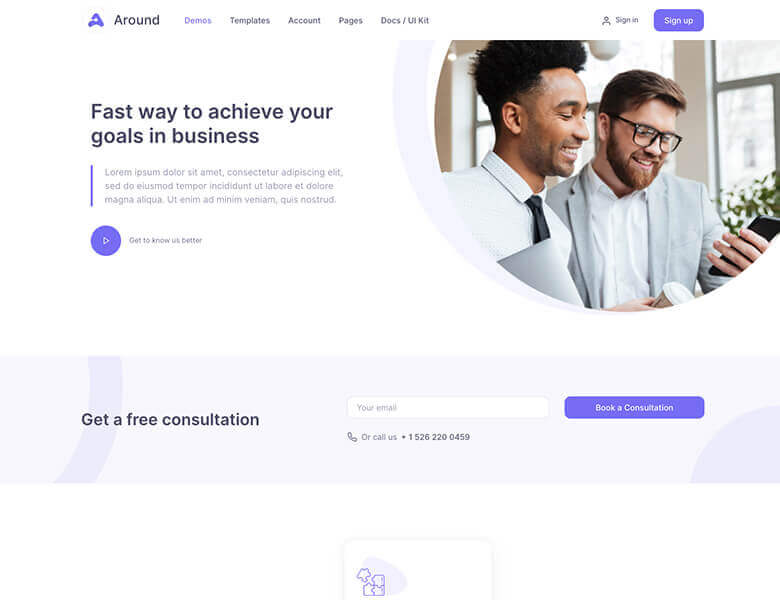 Around
Demos
Templates
Account
Pages
Docs / UI Kit
Sign in
Sign up
Fast way to achieve your
goals in business
Lorem ipsum dolor sit amet, consectetur adipiscing elit,
sed do eiusmod tempor incididunt ut labore et dolore
magna aliqua. Ut enim ad minim veniam, quis nostrud.
Get to know us better
Get a free consultation
Your email
Book a Consultation
Or call us + 1 526 220 0459